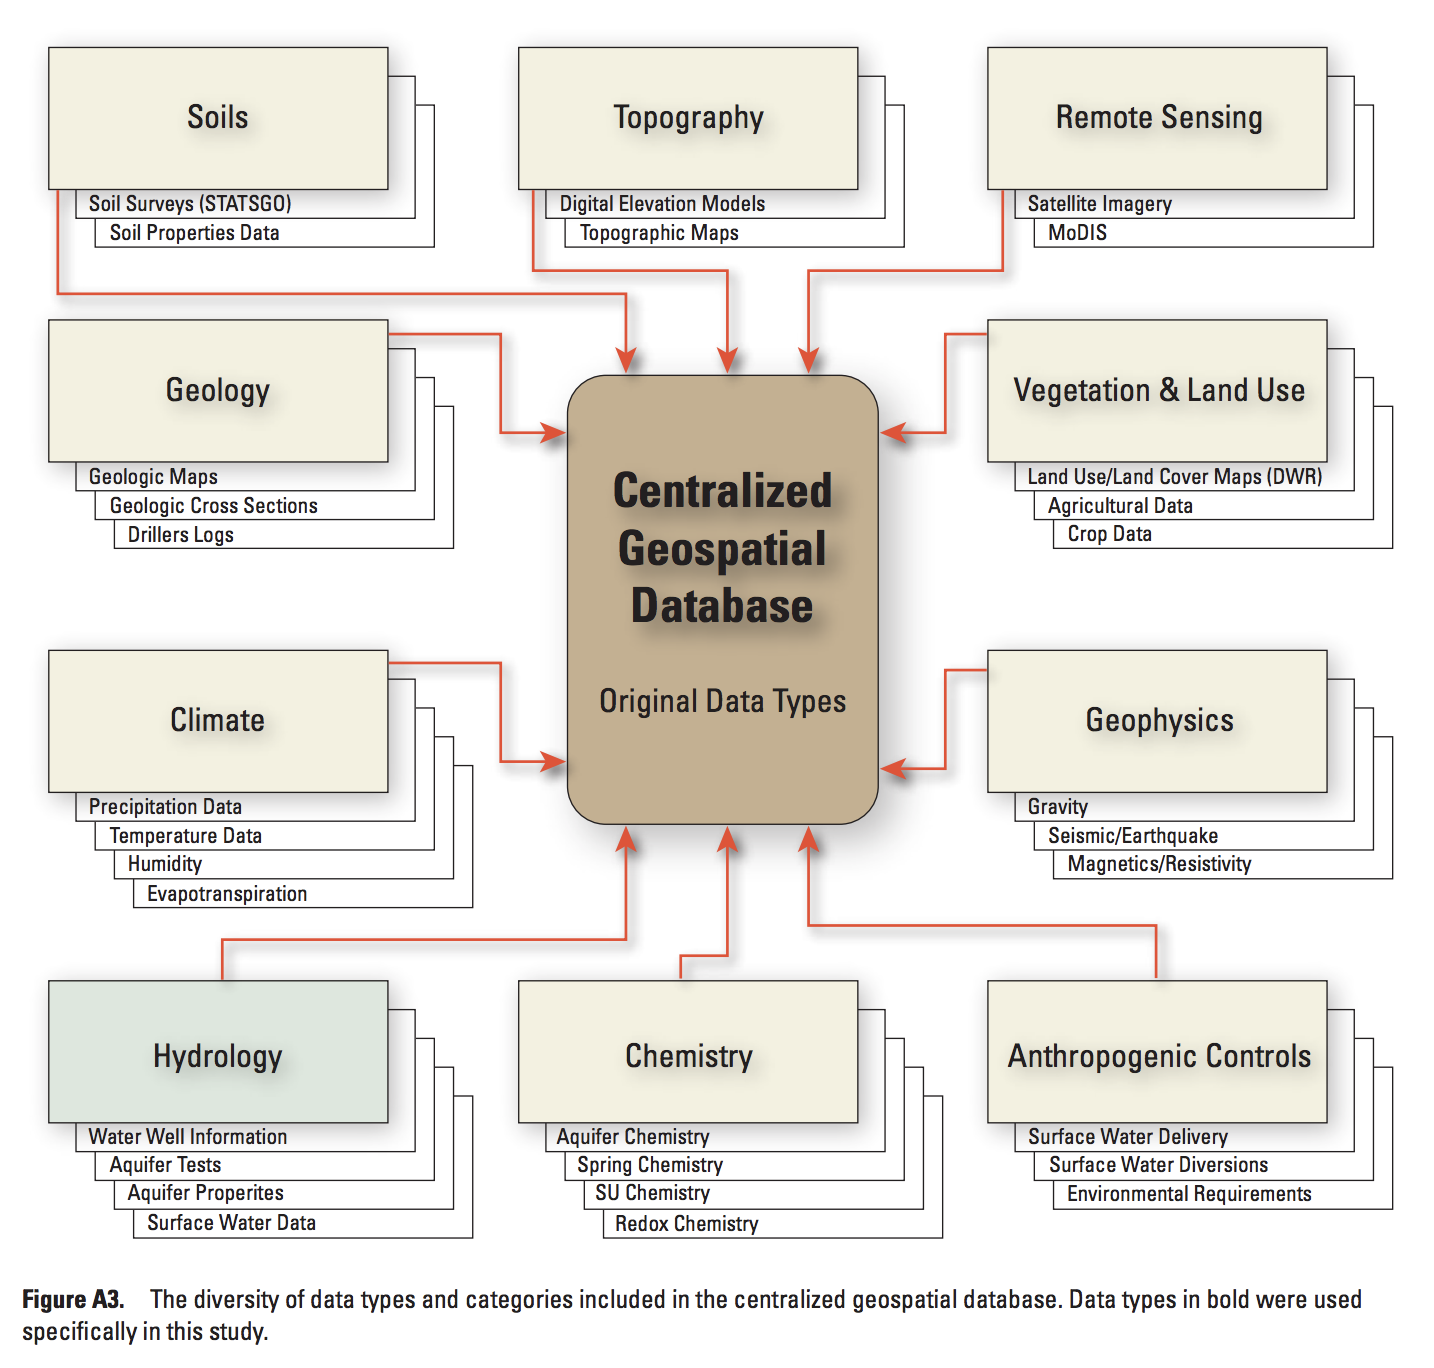 Soils
Soil Surveys (STATSGO)
Soil Properties Data
Topography
Digital Elevation Models
Topographic Maps
Remote Sensing
Satellite Imagery
MoDIS
Geology
Geologic Maps
Geologic Cross Sections
Drillers Logs
Centralized
Geospatial
Database
Original Data Types
Vegetation & Land Use
Land Use/Land Cover Maps (DWR)
Agricultural Data
Crop Data
Climate
Precipitation Data
Temperature Data
Humidity
Evapotranspiration
Geophysics
Gravity
Seismic/Earthquake
Magnetics/Resistivity
Hydrology
Water Well Information
Aquifer Tests
Aquifer Properites
Surface Water Data
Chemistry
Aquifer Chemistry
Spring Chemistry
SU Chemistry
Redox Chemistry
Anthropogenic Controls
Surface Water Delivery
Surface Water Diversions
Environmental Requirements
Figure A3. The diversity of data types and categories included in the centralized geospatial database. Data types in bold were used
specifically in this study.